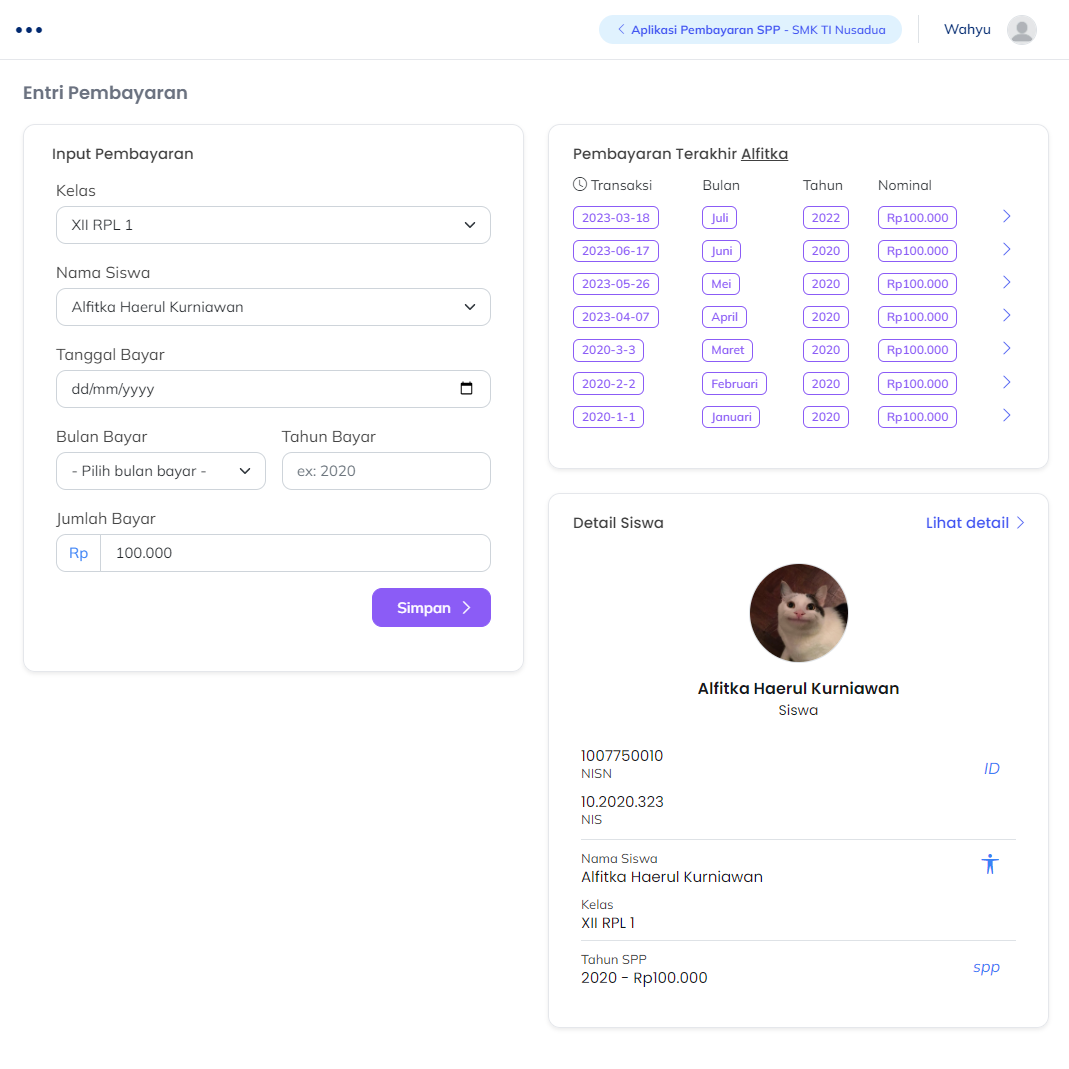 Aplikasi Pembayaran SPP - SMK TI Nusadua
Wahyu
Entri Pembayaran
Input Pembayaran
Kelas
XII RPL 1
Nama Siswa
Alfitka Haerul Kurniawan
Tanggal Bayar
dd/mm/yyyy
Bulan Bayar Tahun Bayar
- Pilih bulan bayar - ex: 2020
Jumlah Bayar
Rp 100.000
Simpan
Pembayaran Terakhir Alfitka
Transaksi Bulan Tahun Nominal
2023-03-18 Juli 2022 Rp100.000
2023-06-17 Juni 2020 Rp100.000
2023-05-26 Mei 2020 Rp100.000
2023-04-07 April 2020 Rp100.000
2020-3-3 Maret 2020 Rp100.000
2020-2-2 Februari 2020 Rp100.000
2020-1-1 Januari 2020 Rp100.000
Detail Siswa Lihat detail
Alfitka Haerul Kurniawan
Siswa
1007750010
NISN
ID
10.2020.323
NIS
Nama Siswa
Alfitka Haerul Kurniawan
Kelas
XII RPL 1
Tahun SPP
2020 - Rp100.000
spp